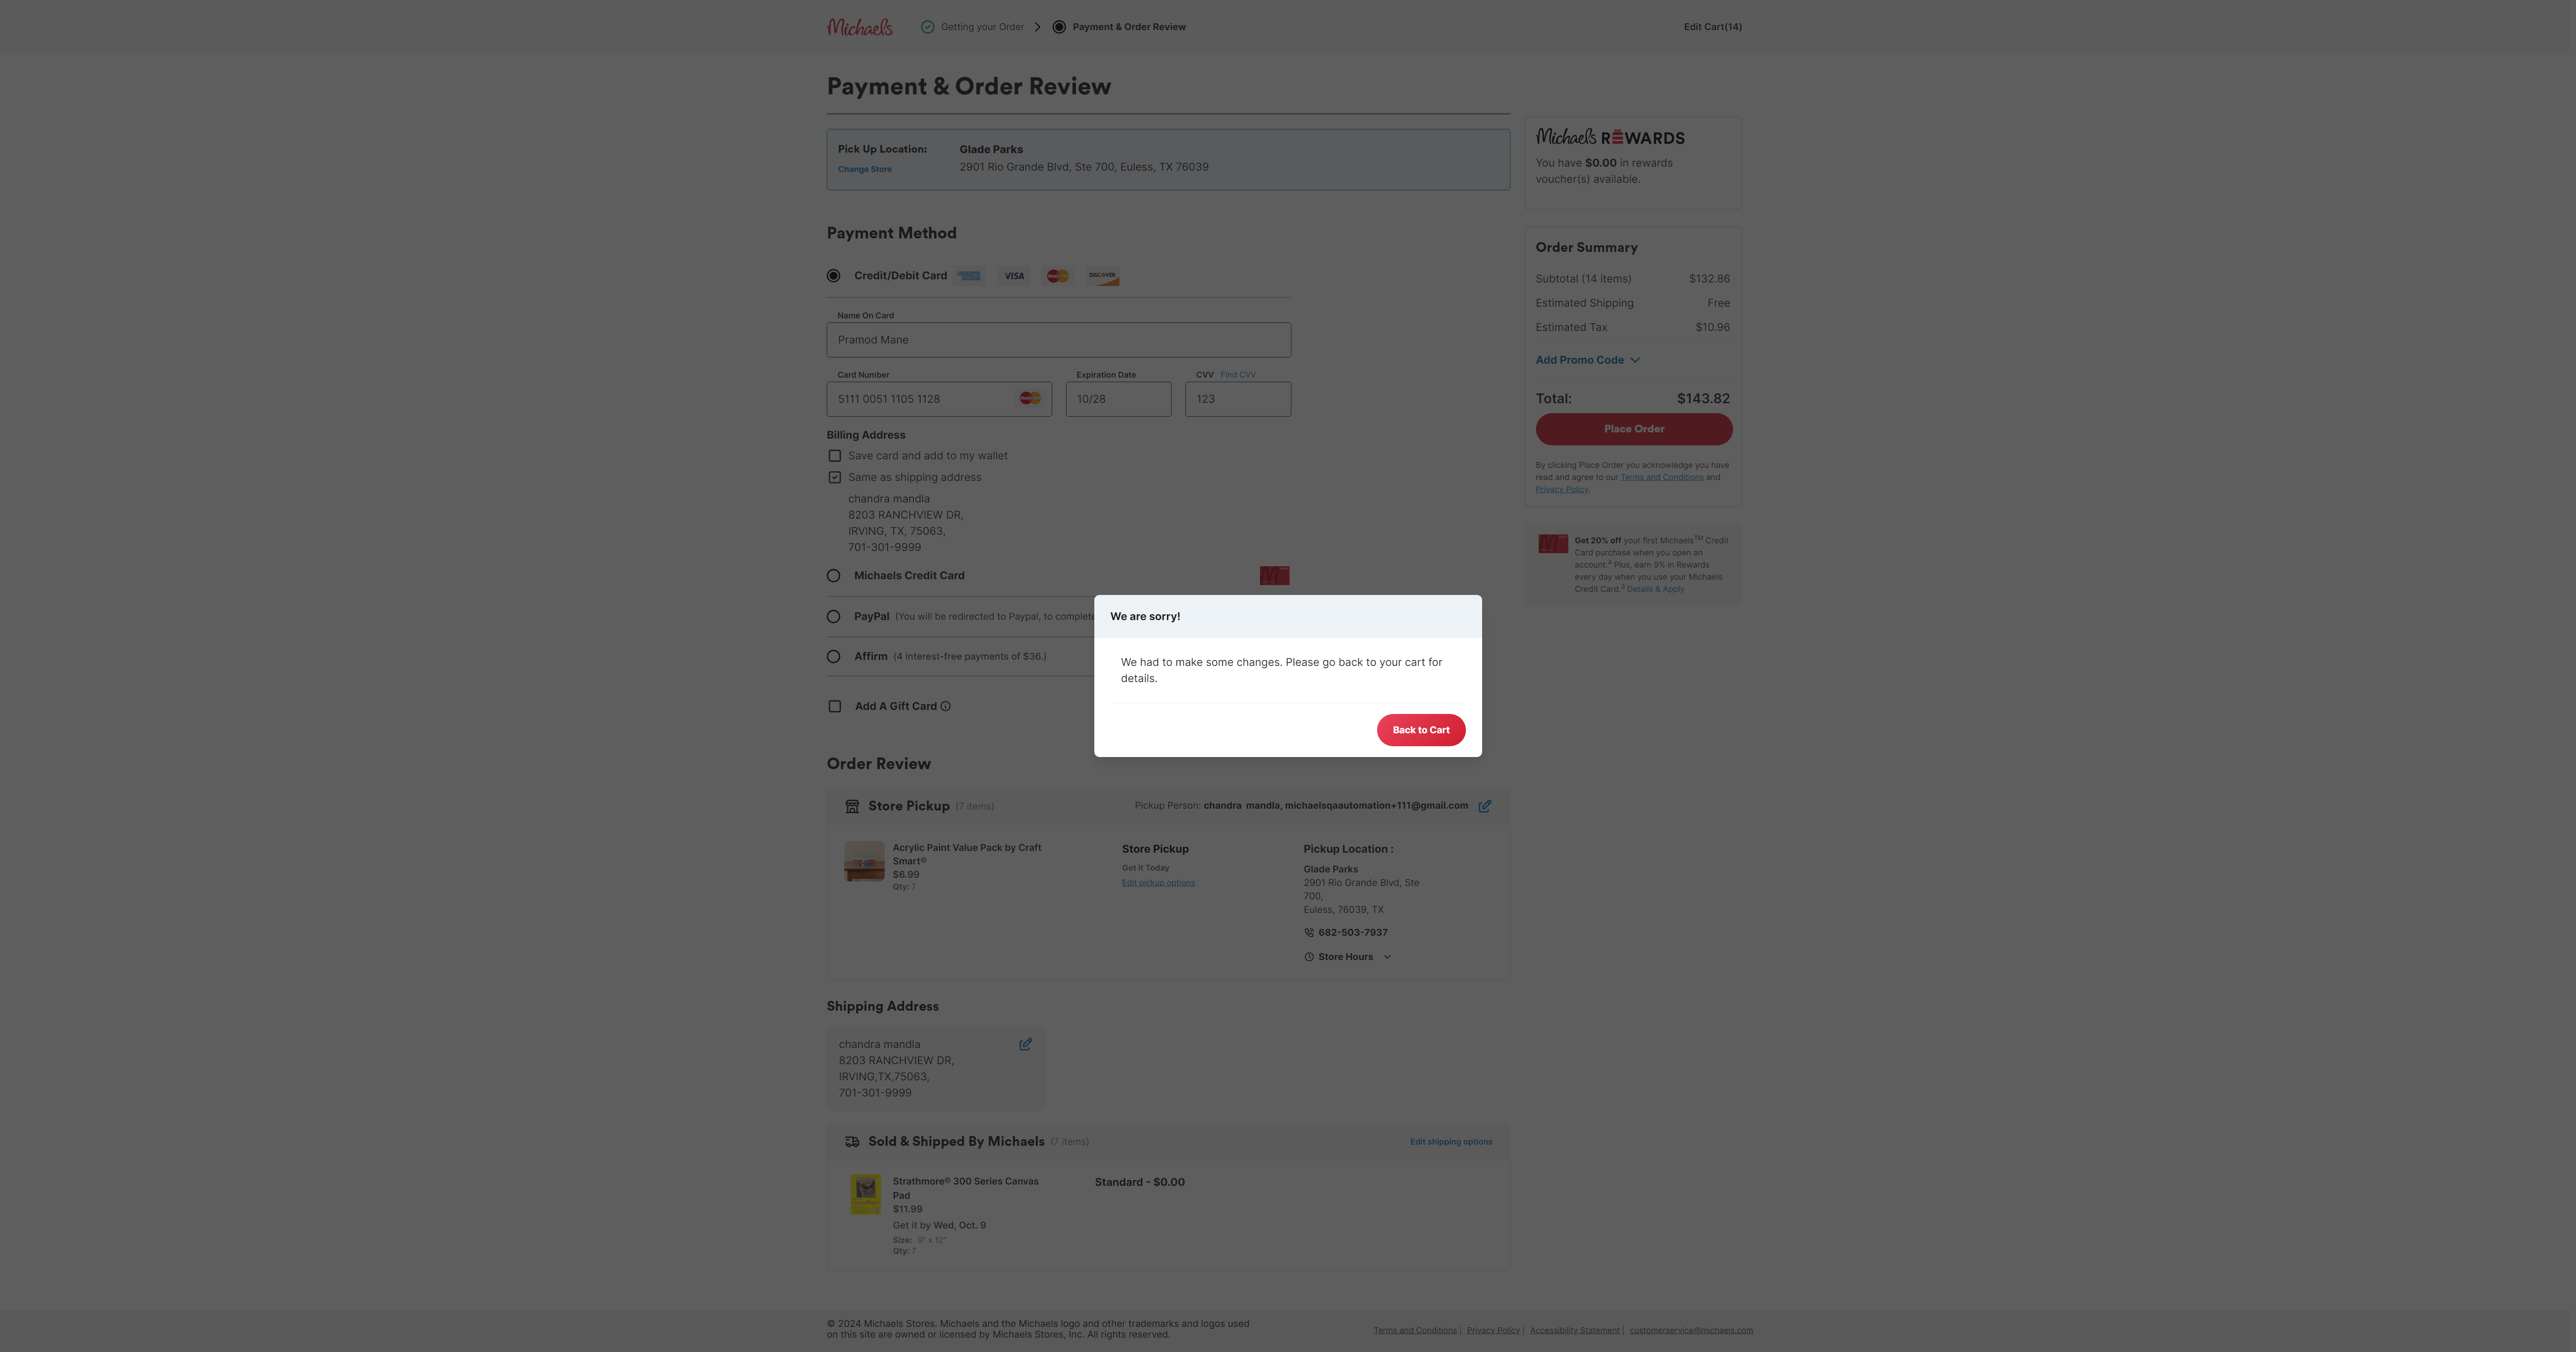 Michaels
Getting your Order
Payment & Order Review
Edit Cart(14)
Payment & Order Review
Pick Up Location:
Glade Parks
Change Store
2901 Rio Grande Blvd, Ste 700, Euless, TX 76039
Michaels REWARDS
You have $0.00 in rewards
voucher(s) available.
Payment Method
Credit/Debit Card
VISA
DISCOVER
Name On Card
Pramod Mane
Card Number
Expiration Date
CVV Find CVV
5111 0051 1105 1128
10/28
123
Billing Address
Save card and add to my wallet
Same as shipping address
chandra mandla
8203 RANCHVIEW DR,
IRVING, TX, 75063,
701-301-9999
Michaels Credit Card
PayPal (You will be redirected to Paypal, to complete
Affirm (4 interest-free payments of $36.)
Add A Gift Card
Order Summary
Subtotal (14 items) $132.86
Estimated Shipping Free
Estimated Tax $10.96
Add Promo Code
Total: $143.82
Place Order
By clicking Place Order you acknowledge you have
read and agree to our Terms and Conditions and
Privacy Policy.
Get 20% off your first Michaels™ Credit
Card purchase when you open an
account.4 Plus, earn 9% in Rewards
every day when you use your Michaels
Credit Card.2 Details & Apply
We are sorry!
We had to make some changes. Please go back to your cart for
details.
Back to Cart
Order Review
Store Pickup (7 items)
Pickup Person: chandra mandla, michaelsqaautomation+111@gmail.com
Acrylic Paint Value Pack by Craft
Smart®
$6.99
Qty: 7
Store Pickup
Get it Today
Edit pickup options
Pickup Location :
Glade Parks
2901 Rio Grande Blvd, Ste
700,
Euless, 76039, TX
682-503-7937
Store Hours
Shipping Address
chandra mandla
8203 RANCHVIEW DR,
IRVING,TX,75063,
701-301-9999
Sold & Shipped By Michaels (7 items)
Edit shipping options
Strathmore® 300 Series Canvas
Pad
$11.99
Get it by Wed, Oct. 9
Size: 9" x 12"
Qty: 7
Standard - $0.00
© 2024 Michaels Stores. Michaels and the Michaels logo and other trademarks and logos used
on this site are owned or licensed by Michaels Stores, Inc. All rights reserved.
Terms and Conditions | Privacy Policy | Accessibility Statement | customerservice@michaels.com